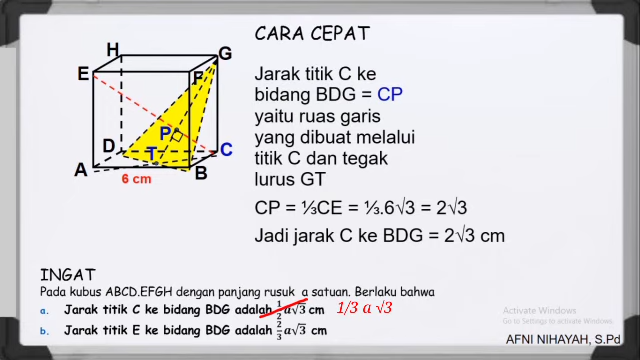 CARA CEPAT
H
G
E
F
Jarak titik C ke
bidang BDG = CP
yaitu ruas garis
yang dibuat melalui
titik C dan tegak
lurus GT
P
D
T
C
A
B
6 cm
CP = ⅓CE = ⅓.6√3 = 2√3
Jadi jarak C ke BDG = 2√3 cm
INGAT
Pada kubus ABCD.EFGH dengan panjang rusuk a satuan. Berlaku bahwa
a. Jarak titik C ke bidang BDG adalah 1/2 a√3 cm 1/3 a √3
b. Jarak titik E ke bidang BDG adalah 2/3 a√3 cm
Activate Windows
Go to Settings to activate Windows.
AFNI NIHAYAH, S.Pd